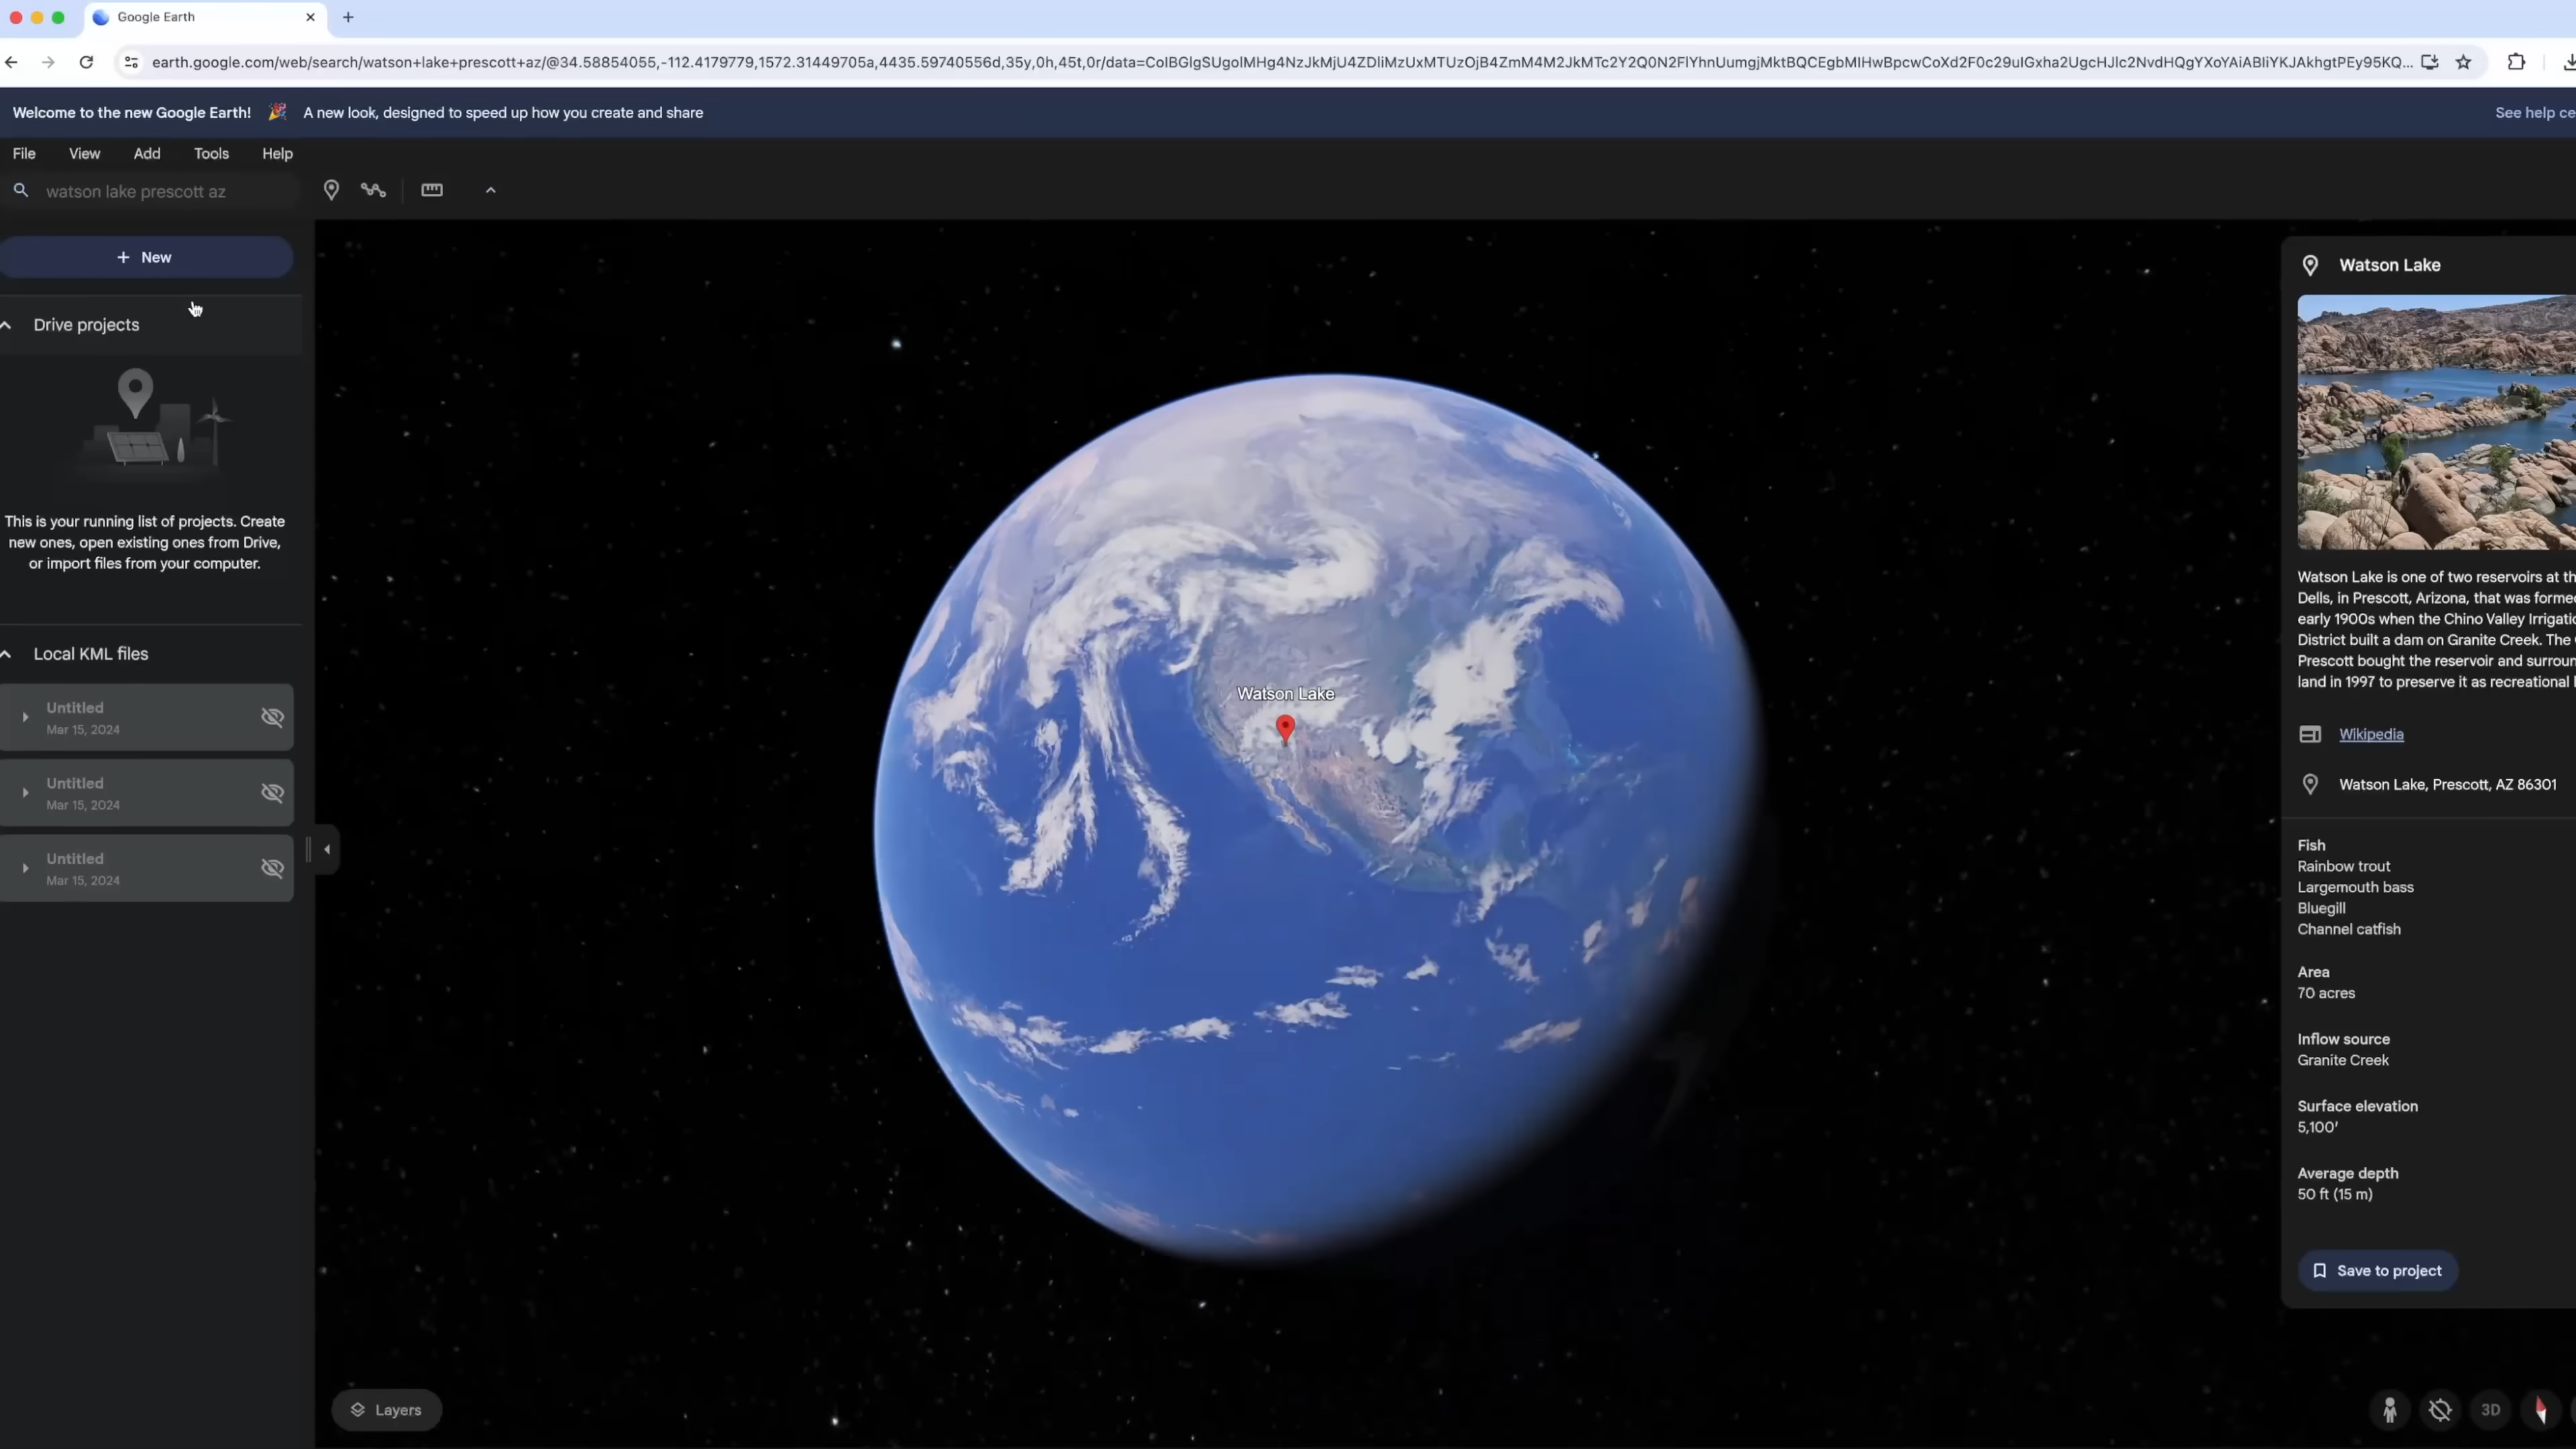 Google Earth
earth.google.com/web/search/watson+lake+prescott+az/@34.58854055,-112.4179779,1572.31449705a,4435.59740556d,35y,0h,45t,0r/data=
Welcome to the new Google Earth! 🎉 A new look, designed to speed up how you create and share
See help ce
File View Add Tools Help
watson lake prescott az
+ New
Drive projects
This is your running list of projects. Create
new ones, open existing ones from Drive,
or import files from your computer.
Local KML files
Untitled
Mar 15, 2024
Untitled
Mar 15, 2024
Untitled
Mar 15, 2024
Watson Lake
Layers
Watson Lake
Watson Lake is one of two reservoirs at th
Dells, in Prescott, Arizona, that was forme
early 1900s when the Chino Valley Irrigatio
District built a dam on Granite Creek. The
Prescott bought the reservoir and surroun
land in 1997 to preserve it as recreational
Wikipedia
Watson Lake, Prescott, AZ 86301
Fish
Rainbow trout
Largemouth bass
Bluegill
Channel catfish
Area
70 acres
Inflow source
Granite Creek
Surface elevation
5,100′
Average depth
50 ft (15 m)
Save to project
3D